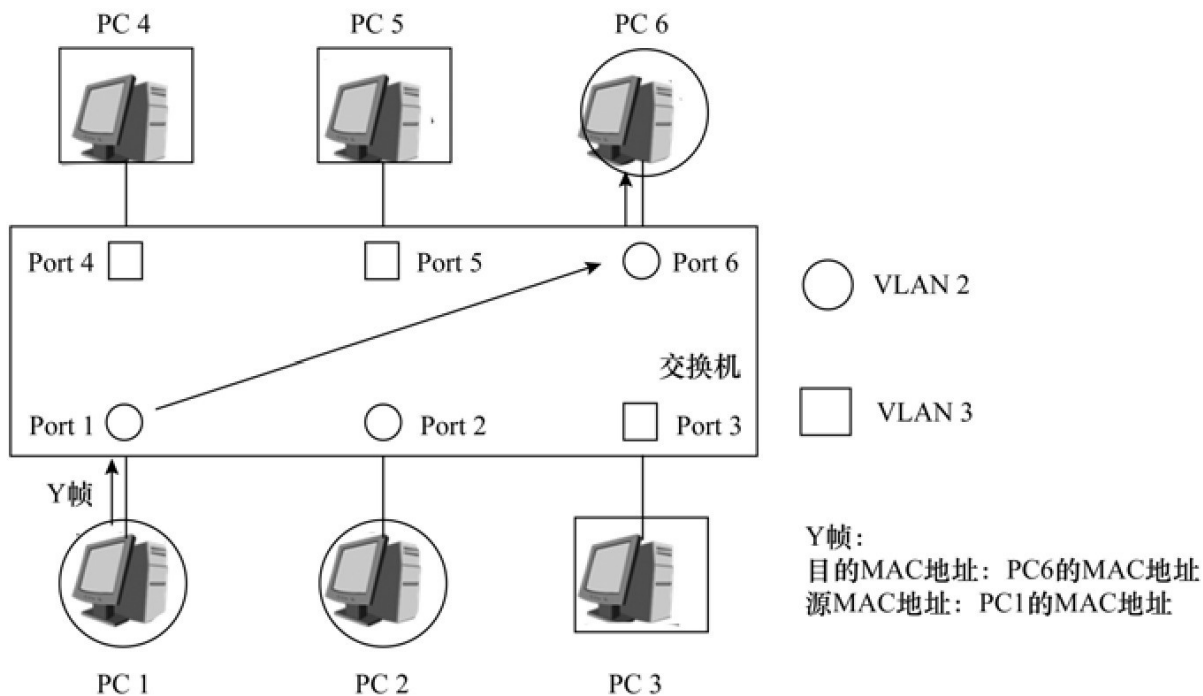 PC 4
PC 5
PC 6
Port 4
Port 5
Port 6
VLAN 2
交换机
Port 1
Port 2
Port 3
VLAN 3
Y帧
Y帧:
目的MAC地址: PC6的MAC地址
源MAC地址: PC1的MAC地址
PC 1
PC 2
PC 3